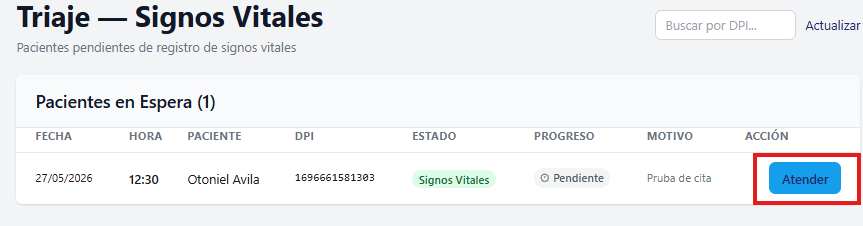 Triaje — Signos Vitales
Buscar por DPI... Actualizar
Pacientes pendientes de registro de signos vitales
Pacientes en Espera (1)
FECHA HORA PACIENTE DPI ESTADO PROGRESO MOTIVO ACCIÓN
27/05/2026 12:30 Otoniel Avila 1696661581303 Signos Vitales Pendiente Pruba de cita Atender